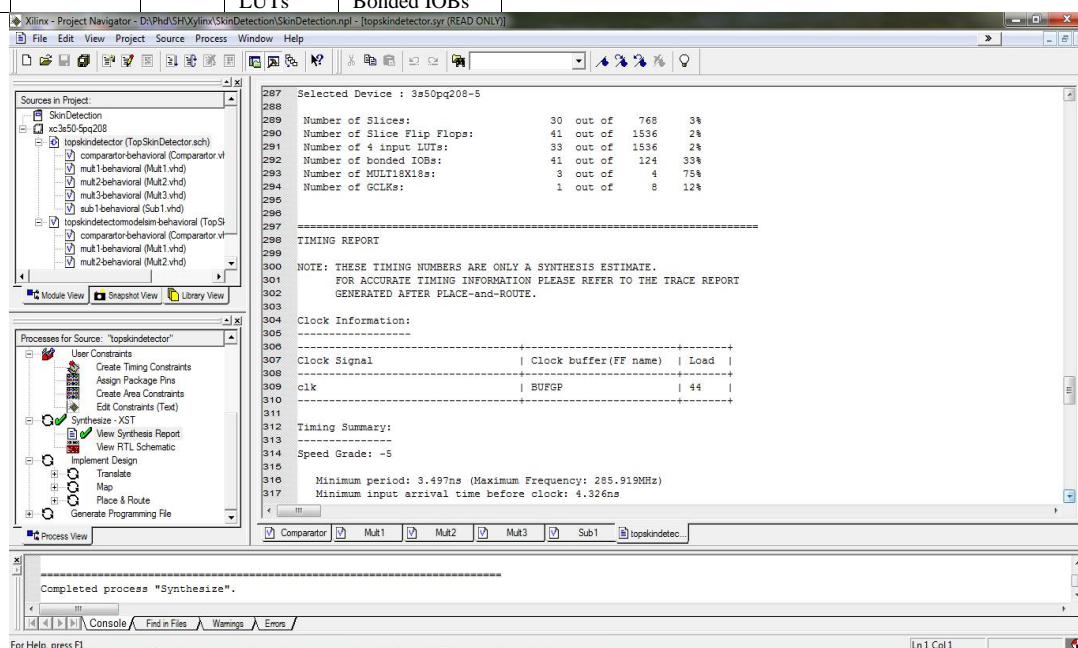 LUTs Bonded IOBs
Xilinx - Project Navigator - D:\Phd\SH\Xylinx\SkinDetection\SkinDetection.npl - [topskindetector.syr (READ ONLY)]
File Edit View Project Source Process Window Help
Sources in Project:
SkinDetection
xc3s50-5pq208
topskindetector (TopSkinDetector.sch)
comparartor-behavioral (Comparartor.vh
mult1-behavioral (Mult1.vhd)
mult2-behavioral (Mult2.vhd)
mult3-behavioral (Mult3.vhd)
sub1-behavioral (Sub1.vhd)
topskindetectormodelsim-behavioral (TopSk
comparartor-behavioral (Comparartor.vh
mult1-behavioral (Mult1.vhd)
mult2-behavioral (Mult2.vhd)
Module View Snapshot View Library View
Processes for Source: "topskindetector"
User Constraints
Create Timing Constraints
Assign Package Pins
Create Area Constraints
Edit Constraints (Text)
Synthesize - XST
View Synthesis Report
View RTL Schematic
Implement Design
Translate
Map
Place & Route
Generate Programming File
Process View
287 Selected Device : 3s50pq208-5
288
289 Number of Slices: 30 out of 768 3%
290 Number of Slice Flip Flops: 41 out of 1536 2%
291 Number of 4 input LUTs: 33 out of 1536 2%
292 Number of bonded IOBs: 41 out of 124 33%
293 Number of MULT18X18s: 3 out of 4 75%
294 Number of GCLKs: 1 out of 8 12%
295
296
297 =========================================================================
298 TIMING REPORT
299
300 NOTE: THESE TIMING NUMBERS ARE ONLY A SYNTHESIS ESTIMATE.
301 FOR ACCURATE TIMING INFORMATION PLEASE REFER TO THE TRACE REPORT
302 GENERATED AFTER PLACE-and-ROUTE.
303
304 Clock Information:
305 ------------------
306 -----------------------------------+------------------------+-------+
307 Clock Signal | Clock buffer(FF name) | Load |
308 -----------------------------------+------------------------+-------+
309 clk | BUFGP | 44 |
310 -----------------------------------+------------------------+-------+
311
312 Timing Summary:
313 ---------------
314 Speed Grade: -5
315
316 Minimum period: 3.497ns (Maximum Frequency: 285.919MHz)
317 Minimum input arrival time before clock: 4.326ns
Comparartor Mult1 Mult2 Mult3 Sub1 topskindetec...
=========================================================================
Completed process "Synthesize".
Console Find in Files Warnings Errors
For Help, press F1 Ln 1 Col 1